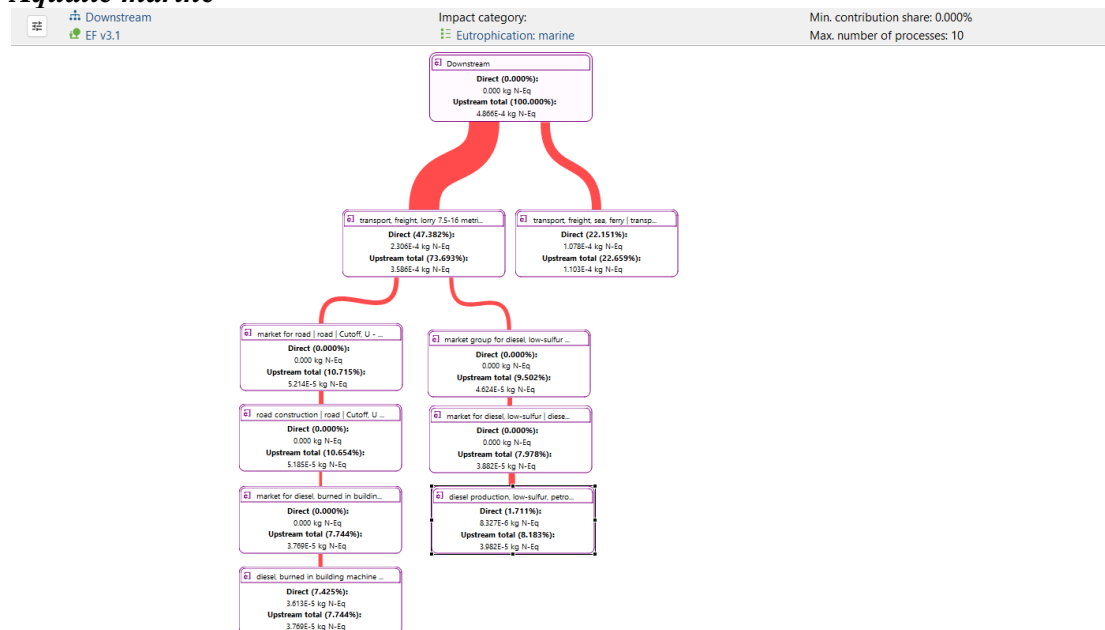 Aquatic marine
Downstream
Impact category:
Min. contribution share: 0.000%
EF v3.1
Eutrophication: marine
Max. number of processes: 10
Downstream
Direct (0.000%):
0.000 kg N-Eq
Upstream total (100.000%):
4.866E-4 kg N-Eq
transport, freight, lorry 7.5-16 metri...
Direct (47.382%):
2.306E-4 kg N-Eq
Upstream total (73.693%):
3.586E-4 kg N-Eq
transport, freight, sea, ferry | transp...
Direct (22.151%):
1.078E-4 kg N-Eq
Upstream total (22.659%):
1.103E-4 kg N-Eq
market for road | road | Cutoff, U - ...
Direct (0.000%):
0.000 kg N-Eq
Upstream total (10.715%):
5.214E-5 kg N-Eq
market group for diesel, low-sulfur ...
Direct (0.000%):
0.000 kg N-Eq
Upstream total (9.502%):
4.624E-5 kg N-Eq
road construction | road | Cutoff, U ...
Direct (0.000%):
0.000 kg N-Eq
Upstream total (10.654%):
5.185E-5 kg N-Eq
market for diesel, low-sulfur | diese...
Direct (0.000%):
0.000 kg N-Eq
Upstream total (7.978%):
3.882E-5 kg N-Eq
market for diesel, burned in buildin...
Direct (0.000%):
0.000 kg N-Eq
Upstream total (7.744%):
3.769E-5 kg N-Eq
diesel production, low-sulfur, petro...
Direct (1.711%):
8.327E-6 kg N-Eq
Upstream total (8.183%):
3.982E-5 kg N-Eq
diesel, burned in building machine ...
Direct (7.425%):
3.613E-5 kg N-Eq
Upstream total (7.744%):
3.769E-5 kg N-Eq